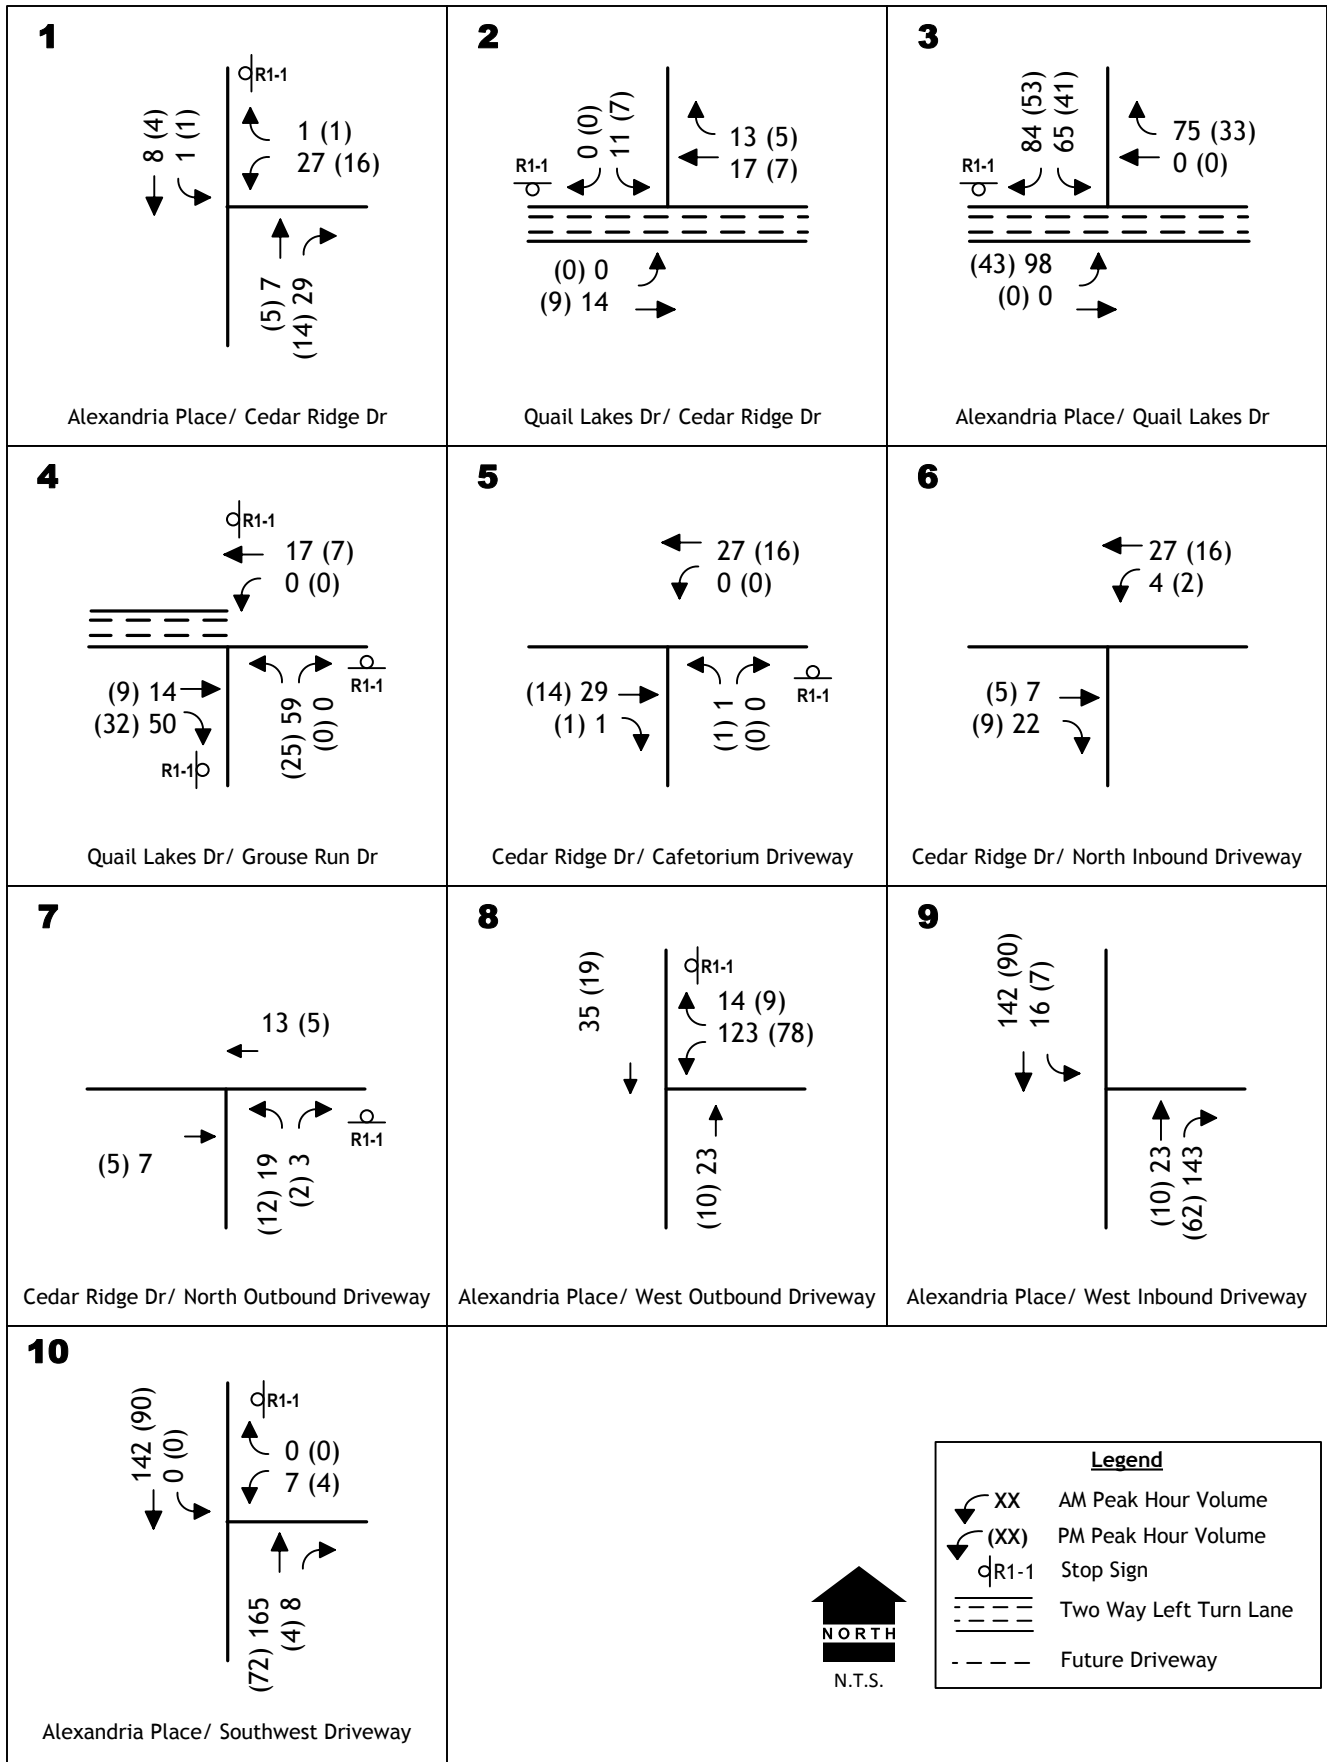 1
R1-1
8 (4)
1 (1)
1 (1)
27 (16)
(5) 7
(14) 29
Alexandria Place/ Cedar Ridge Dr
2
R1-1
0 (0)
11 (7)
13 (5)
17 (7)
(0) 0
(9) 14
Quail Lakes Dr/ Cedar Ridge Dr
3
R1-1
84 (53)
65 (41)
75 (33)
0 (0)
(43) 98
(0) 0
Alexandria Place/ Quail Lakes Dr
4
R1-1
17 (7)
0 (0)
(9) 14
(32) 50
R1-1
(25) 59
(0) 0
R1-1
Quail Lakes Dr/ Grouse Run Dr
5
27 (16)
0 (0)
(14) 29
(1) 1
(1) 1
(0) 0
R1-1
Cedar Ridge Dr/ Cafetorium Driveway
6
27 (16)
4 (2)
(5) 7
(9) 22
Cedar Ridge Dr/ North Inbound Driveway
7
13 (5)
(5) 7
(12) 19
(2) 3
R1-1
Cedar Ridge Dr/ North Outbound Driveway
8
35 (19)
R1-1
14 (9)
123 (78)
(10) 23
Alexandria Place/ West Outbound Driveway
9
142 (90)
16 (7)
(10) 23
(62) 143
Alexandria Place/ West Inbound Driveway
10
142 (90)
0 (0)
R1-1
0 (0)
7 (4)
(72) 165
(4) 8
Alexandria Place/ Southwest Driveway
NORTH
N.T.S.
Legend
XX AM Peak Hour Volume
(XX) PM Peak Hour Volume
R1-1 Stop Sign
Two Way Left Turn Lane
Future Driveway